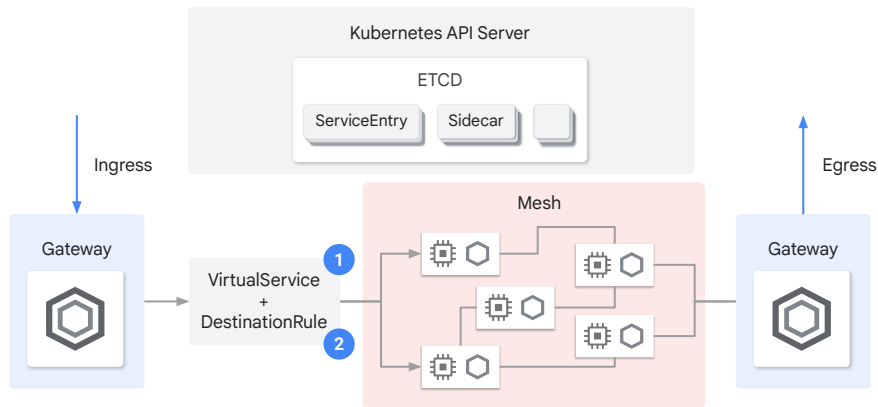 Kubernetes API Server
ETCD
ServiceEntry
Sidecar
Ingress
Egress
Mesh
Gateway
1
VirtualService
+
DestinationRule
2
Gateway